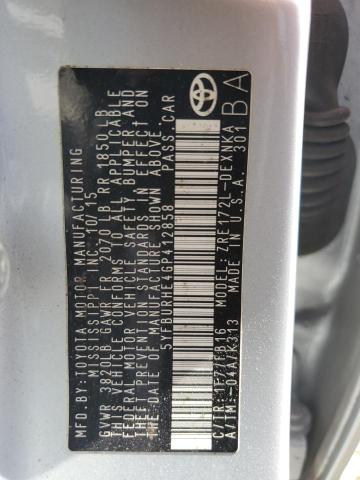 MFD.BY: TOYOTA MOTOR MANUFACTURING
MISSISSIPPI INC. 10/15
GVWR 3820LB GAWR FR 2070 LB RR 1850LB
THIS VEHICLE CONFORMS TO ALL APPLICABLE
FEDERAL MOTOR VEHICLE SAFETY, BUMPER, AND
THEFT PREVENTION STANDARDS IN EFFECT ON
THE DATE OF MANUFACTURE SHOWN ABOVE.
5YFBURHE4GP412858 PASS.CAR
C/TR: 1F7/FB16 MODEL: ZRE172L-DEXNKA
A/TM:-04A/K313 MADE IN U.S.A. 301
BA